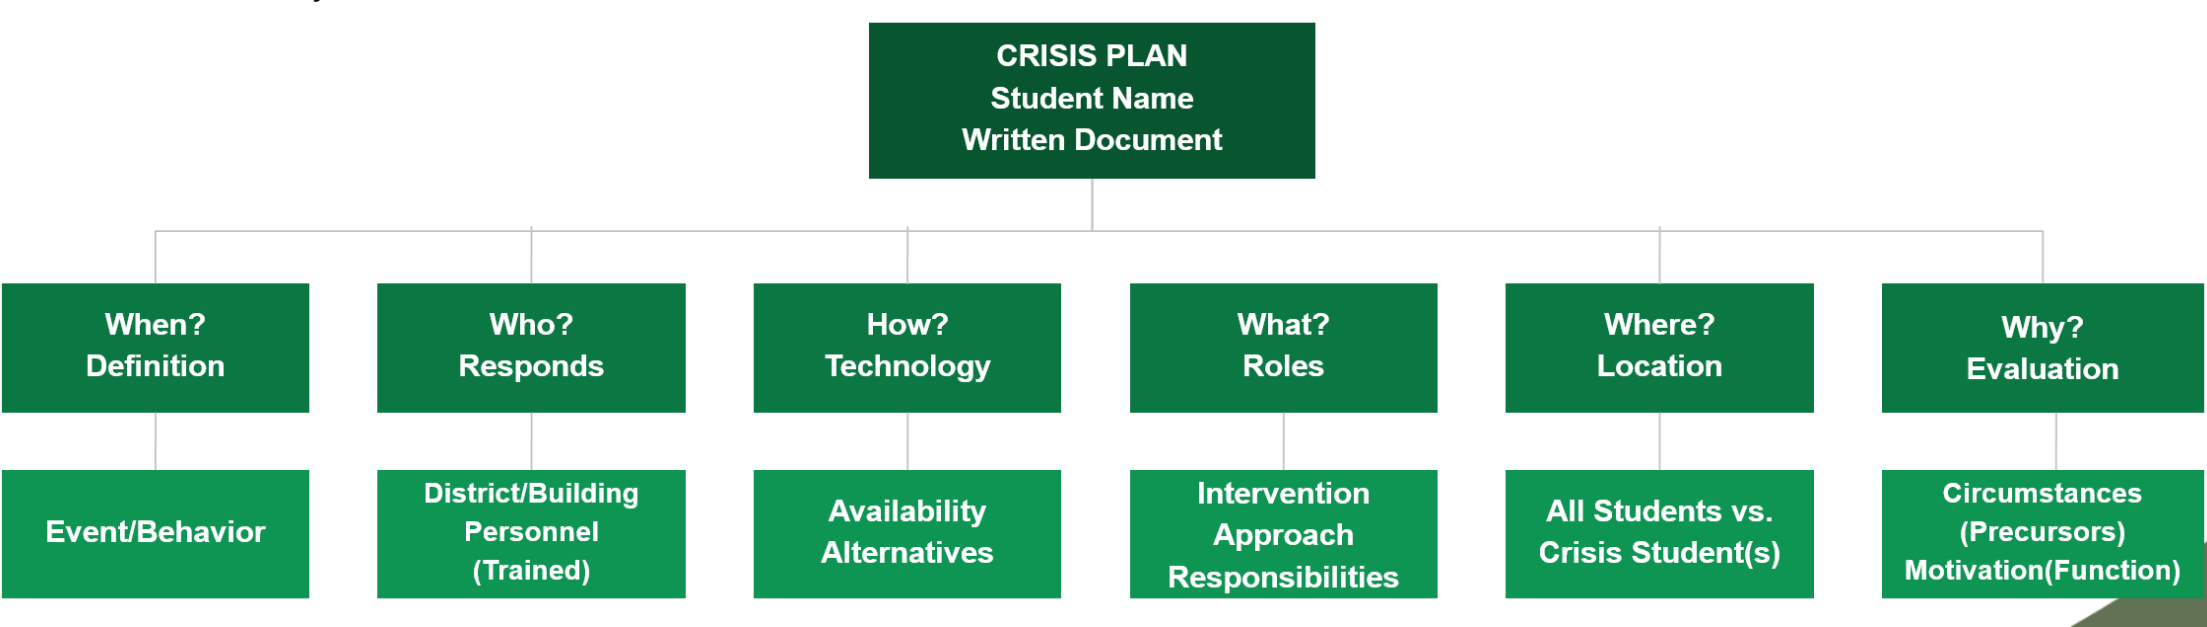 CRISIS PLAN
Student Name
Written Document
When?
Definition
Who?
Responds
How?
Technology
What?
Roles
Where?
Location
Why?
Evaluation
Event/Behavior
District/Building
Personnel
(Trained)
Availability
Alternatives
Intervention
Approach
Responsibilities
All Students vs.
Crisis Student(s)
Circumstances
(Precursors)
Motivation(Function)